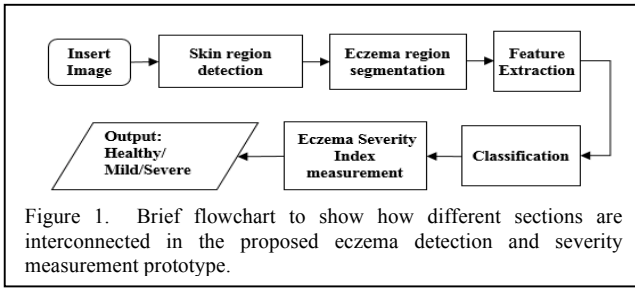 Insert
Image
Skin region
detection
Eczema region
segmentation
Feature
Extraction
Output:
Healthy/
Mild/Severe
Eczema Severity
Index
measurement
Classification
Figure 1. Brief flowchart to show how different sections are
interconnected in the proposed eczema detection and severity
measurement prototype.